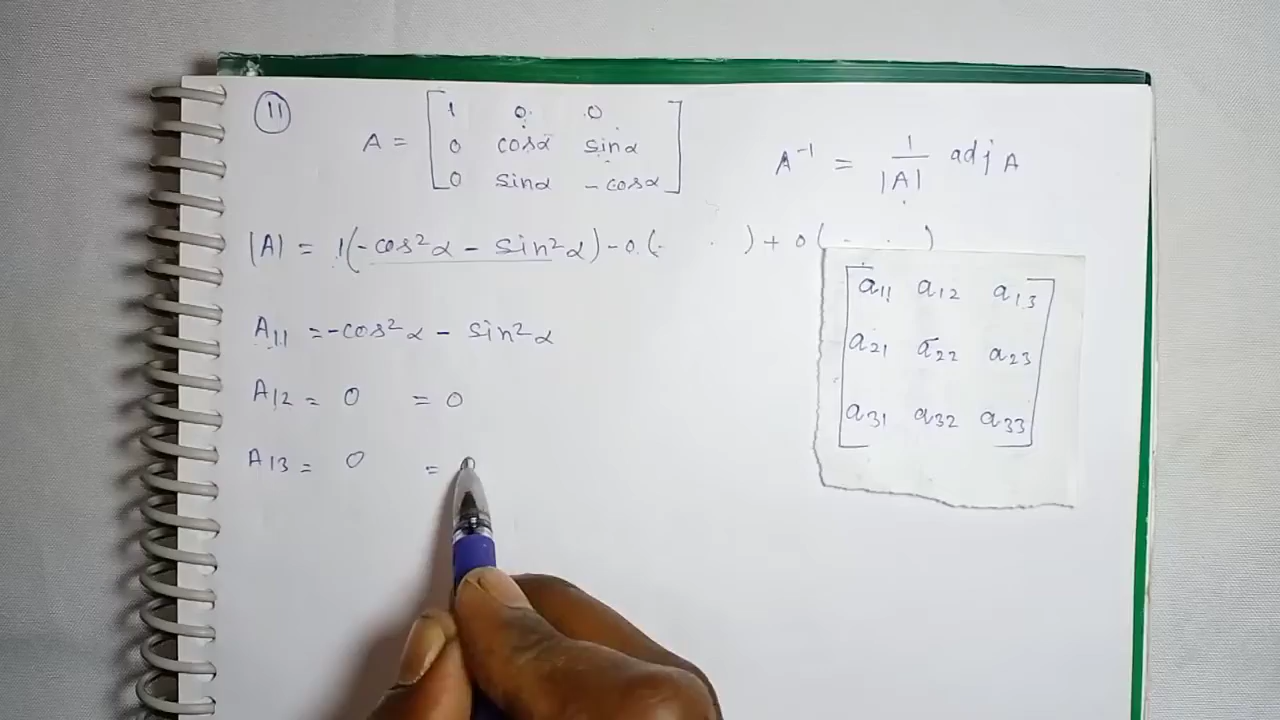 11
A = [ 1 0 0
0 cosα sinα
0 sinα - cosα ]
A⁻¹ = 1/|A| adj A
|A| = 1(-cos²α - sin²α) - 0(· ·) + 0(· ·)
A11 = -cos²α - sin²α
A12 = 0 = 0
A13 = 0 =
a11 a12 a13
a21 a22 a23
a31 a32 a33